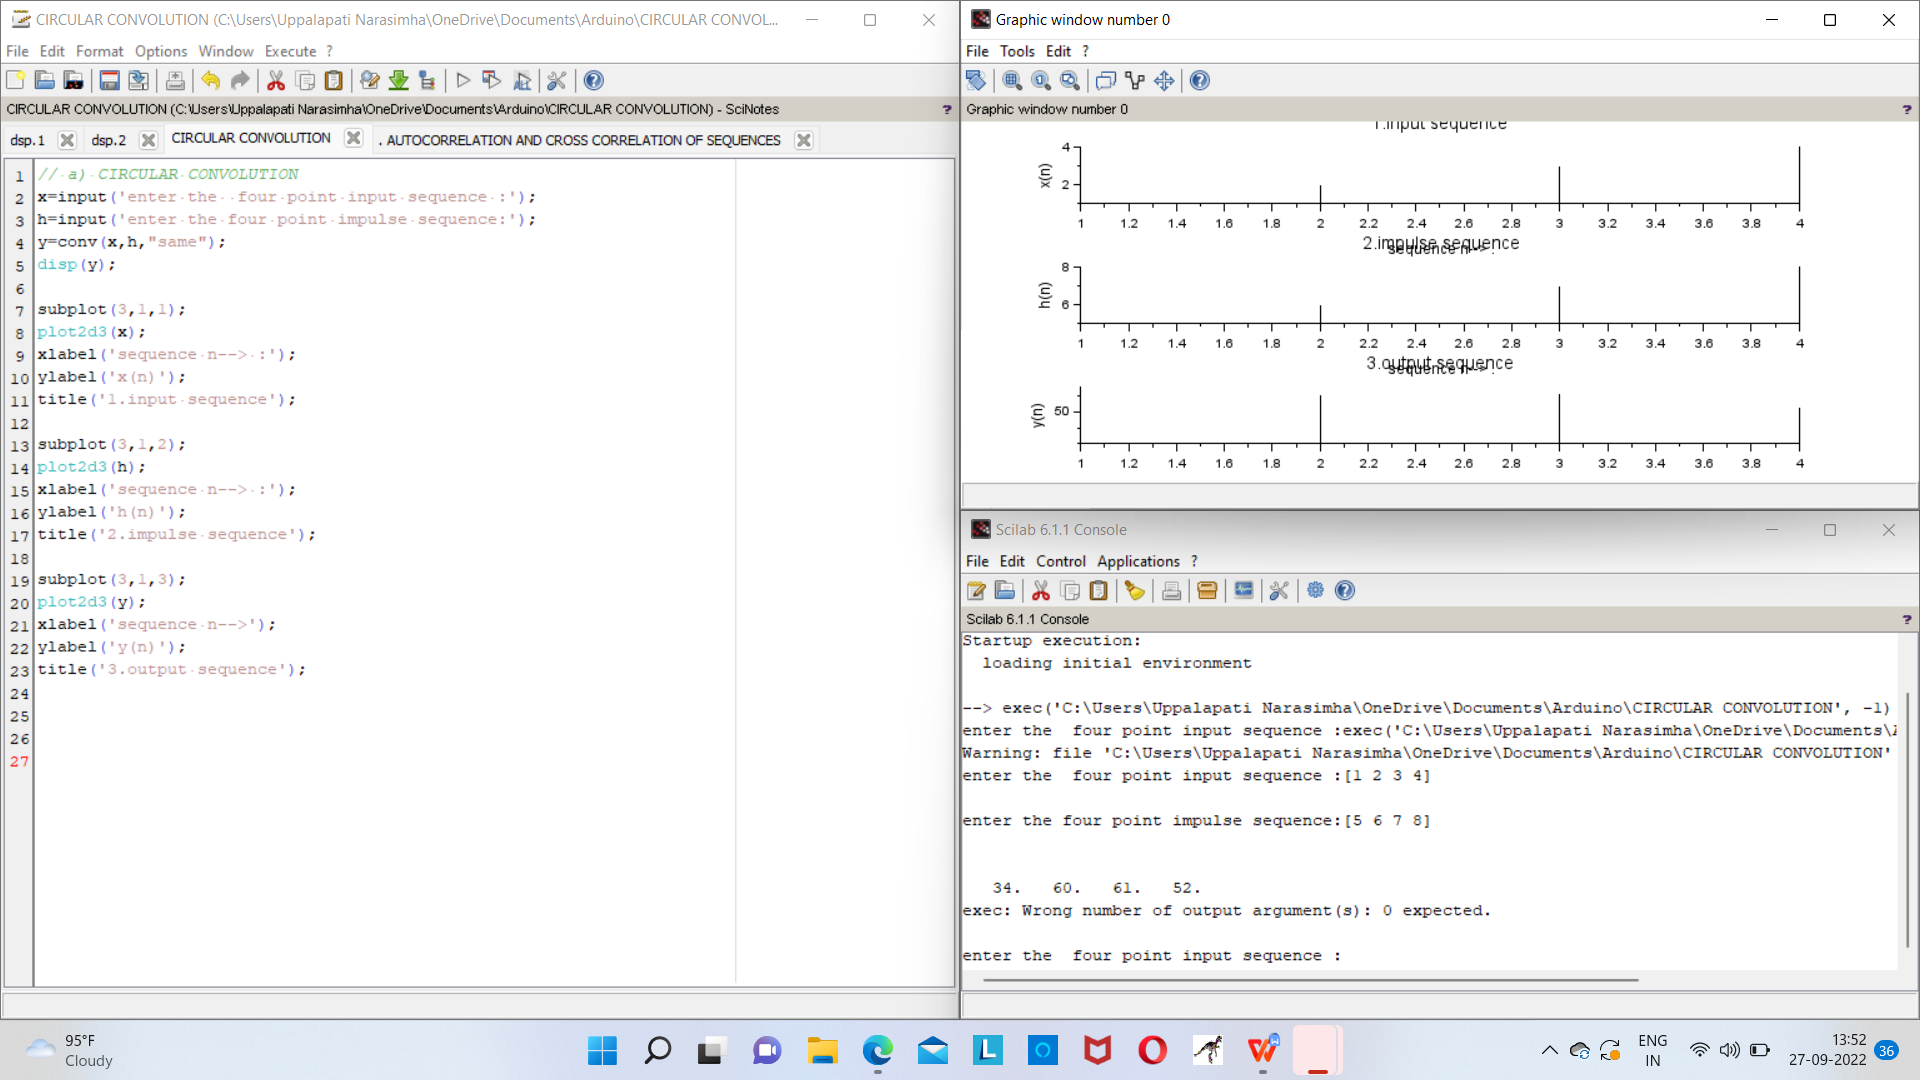 CIRCULAR CONVOLUTION (C:\Users\Uppalapati Narasimha\OneDrive\Documents\Arduino\CIRCULAR CONVOL...
File Edit Format Options Window Execute ?
CIRCULAR CONVOLUTION (C:\Users\Uppalapati Narasimha\OneDrive\Documents\Arduino\CIRCULAR CONVOLUTION) - SciNotes ?
dsp.1 dsp.2 CIRCULAR CONVOLUTION . AUTOCORRELATION AND CROSS CORRELATION OF SEQUENCES
1 // a) CIRCULAR CONVOLUTION
2 x=input('enter the  four point input sequence :');
3 h=input('enter the four point impulse sequence:');
4 y=conv(x,h,"same");
5 disp(y);
6
7 subplot(3,1,1);
8 plot2d3(x);
9 xlabel('sequence n--> :');
10 ylabel('x(n)');
11 title('1.input sequence');
12
13 subplot(3,1,2);
14 plot2d3(h);
15 xlabel('sequence n--> :');
16 ylabel('h(n)');
17 title('2.impulse sequence');
18
19 subplot(3,1,3);
20 plot2d3(y);
21 xlabel('sequence n-->');
22 ylabel('y(n)');
23 title('3.output sequence');
24
25
26
27
Graphic window number 0
File Tools Edit ?
Graphic window number 0 ?
1.input sequence
x(n)
4
2
1 1.2 1.4 1.6 1.8 2 2.2 2.4 2.6 2.8 3 3.2 3.4 3.6 3.8 4
2.impulse sequence
sequence n--> :
h(n)
8
6
1 1.2 1.4 1.6 1.8 2 2.2 2.4 2.6 2.8 3 3.2 3.4 3.6 3.8 4
3.output sequence
sequence n--> :
y(n)
50
1 1.2 1.4 1.6 1.8 2 2.2 2.4 2.6 2.8 3 3.2 3.4 3.6 3.8 4
Scilab 6.1.1 Console
File Edit Control Applications ?
Scilab 6.1.1 Console ?
Startup execution:
loading initial environment
--> exec('C:\Users\Uppalapati Narasimha\OneDrive\Documents\Arduino\CIRCULAR CONVOLUTION', -1)
enter the  four point input sequence :exec('C:\Users\Uppalapati Narasimha\OneDrive\Documents\
Warning: file 'C:\Users\Uppalapati Narasimha\OneDrive\Documents\Arduino\CIRCULAR CONVOLUTION'
enter the  four point input sequence :[1 2 3 4]
enter the four point impulse sequence:[5 6 7 8]
34. 60. 61. 52.
exec: Wrong number of output argument(s): 0 expected.
enter the  four point input sequence :
95°F
Cloudy
ENG
IN
13:52
27-09-2022
36